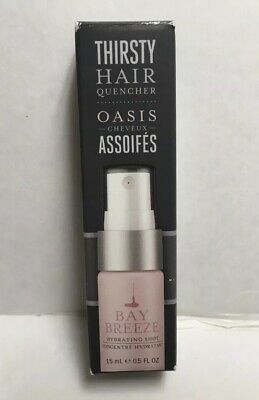 THIRSTY
HAIR
QUENCHER
OASIS
CHEVEUX
ASSOIFÉS
BAY
BREEZE
HYDRATING SHOT
CONCENTRÉ HYDRATANT
15 mL ℮ 0.5 FL OZ